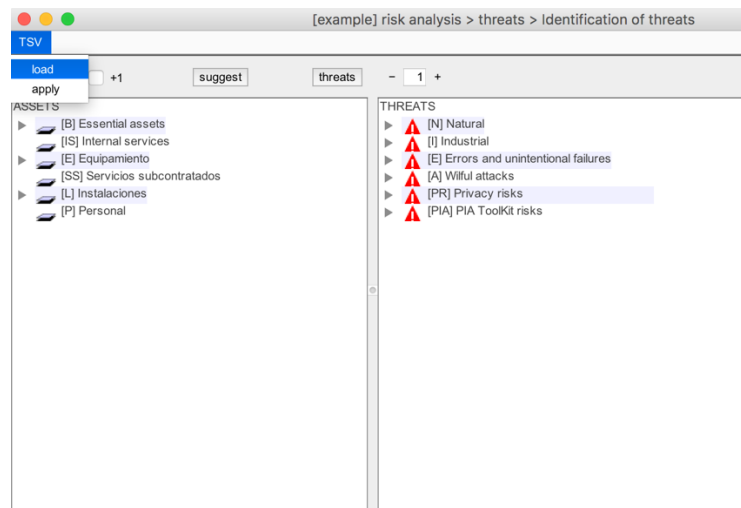 [example] risk analysis > threats > Identification of threats
TSV
load
apply
+1 suggest threats − 1 +
ASSETS
[B] Essential assets
[IS] Internal services
[E] Equipamiento
[SS] Servicios subcontratados
[L] Instalaciones
[P] Personal
THREATS
[N] Natural
[I] Industrial
[E] Errors and unintentional failures
[A] Wilful attacks
[PR] Privacy risks
[PIA] PIA ToolKit risks